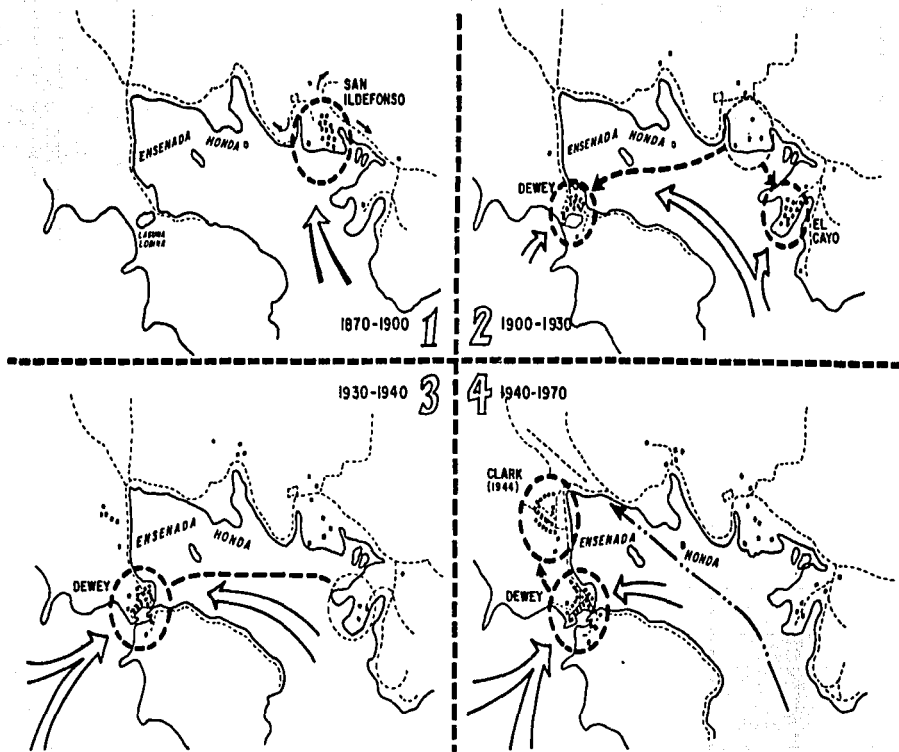 SAN
ILDEFONSO
ENSENADA HONDA
LAGUNA
LOBINA
1870-1900 1
ENSENADA HONDA
DEWEY
EL
CAYO
2 1900-1930
1930-1940 3
ENSENADA HONDA
DEWEY
4 1940-1970
CLARK
(1944)
ENSENADA HONDA
DEWEY